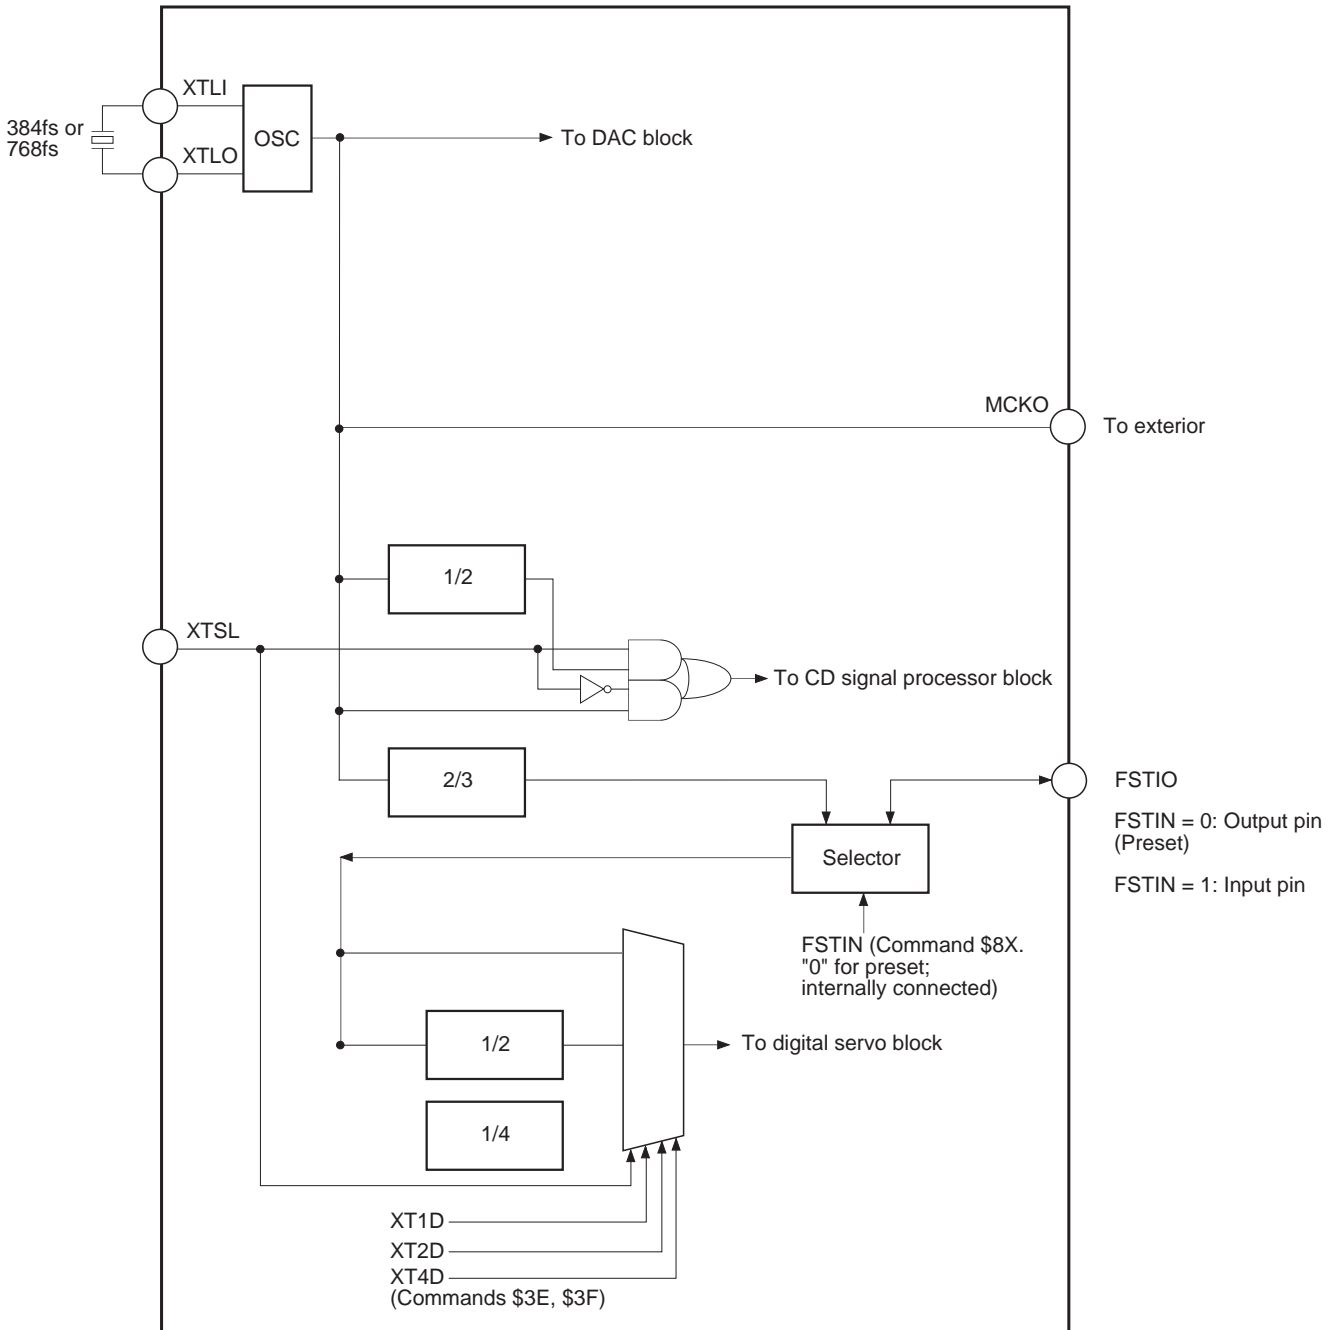 XTLI
384fs or
768fs
OSC
To DAC block
XTLO
MCKO
To exterior
1/2
XTSL
To CD signal processor block
2/3
FSTIO
FSTIN = 0: Output pin
(Preset)
Selector
FSTIN = 1: Input pin
FSTIN (Command $8X.
"0" for preset;
internally connected)
1/2
To digital servo block
1/4
XT1D
XT2D
XT4D
(Commands $3E, $3F)